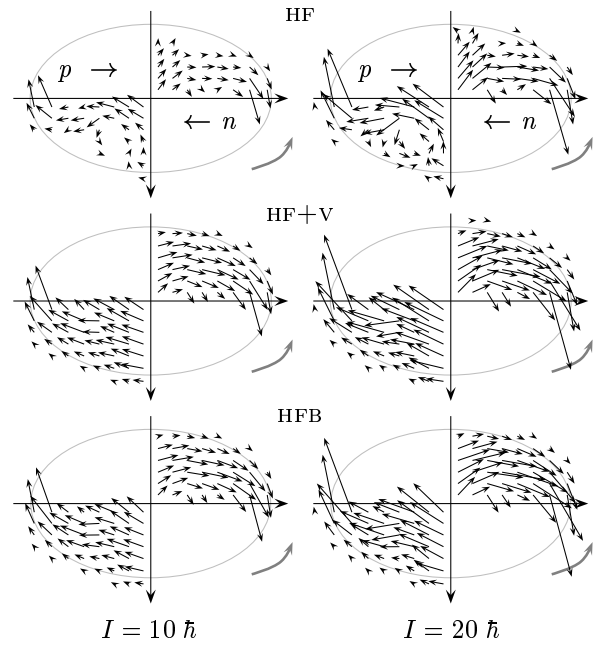 HF
p → p →
← n ← n
HF+V
HFB
I = 10 ħ I = 20 ħ